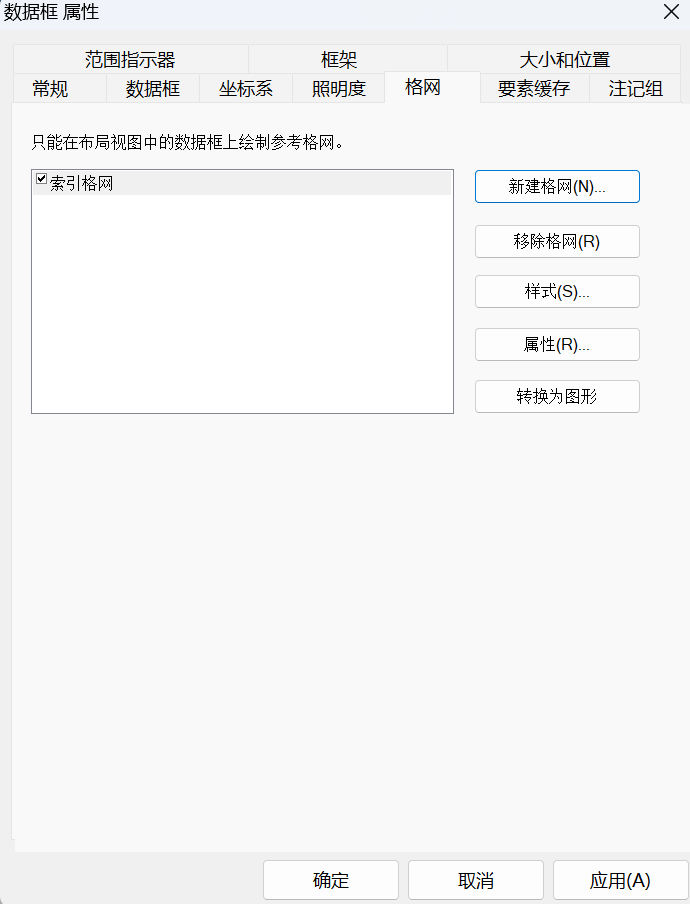 数据框 属性
范围指示器 框架 大小和位置
常规 数据框 坐标系 照明度 格网 要素缓存 注记组
只能在布局视图中的数据框上绘制参考格网。
索引格网
新建格网(N)...
移除格网(R)
样式(S)...
属性(R)...
转换为图形
确定 取消 应用(A)